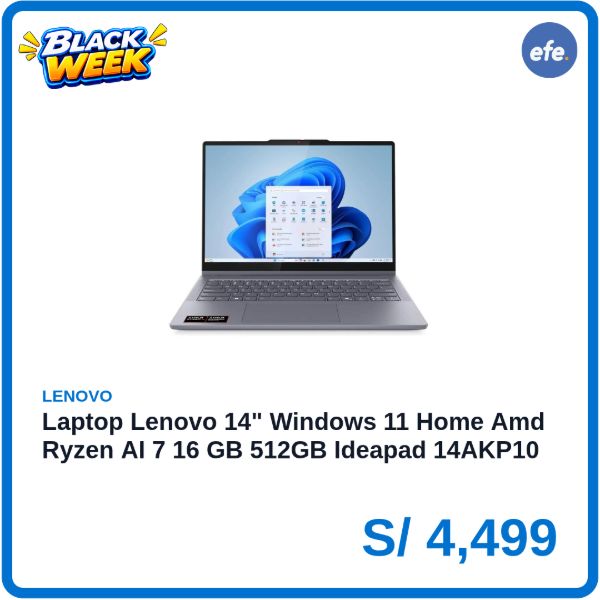 BLACK
WEEK
efe.
LENOVO
Laptop Lenovo 14" Windows 11 Home Amd
Ryzen AI 7 16 GB 512GB Ideapad 14AKP10
S/ 4,499